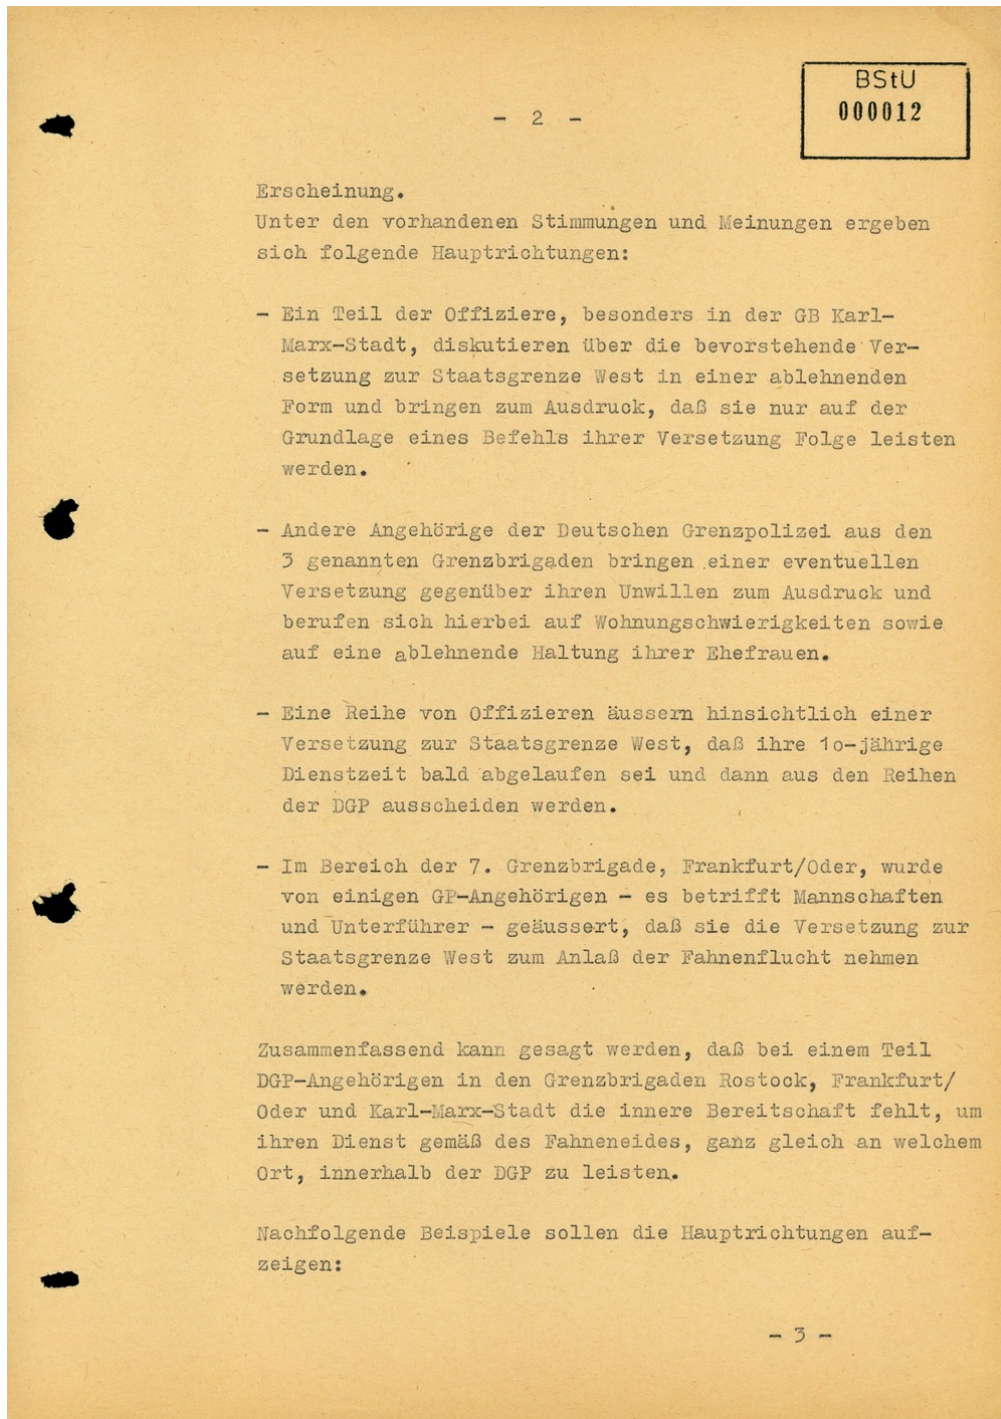 BStU
000012
- 2 -
Erscheinung.
Unter den vorhandenen Stimmungen und Meinungen ergeben
sich folgende Hauptrichtungen:
- Ein Teil der Offiziere, besonders in der GB Karl-
Marx-Stadt, diskutieren über die bevorstehende Ver-
setzung zur Staatsgrenze West in einer ablehnenden
Form und bringen zum Ausdruck, daß sie nur auf der
Grundlage eines Befehls ihrer Versetzung Folge leisten
werden.
- Andere Angehörige der Deutschen Grenzpolizei aus den
3 genannten Grenzbrigaden bringen einer eventuellen
Versetzung gegenüber ihren Unwillen zum Ausdruck und
berufen sich hierbei auf Wohnungschwierigkeiten sowie
auf eine ablehnende Haltung ihrer Ehefrauen.
- Eine Reihe von Offizieren äussern hinsichtlich einer
Versetzung zur Staatsgrenze West, daß ihre 1o-jährige
Dienstzeit bald abgelaufen sei und dann aus den Reihen
der DGP ausscheiden werden.
- Im Bereich der 7. Grenzbrigade, Frankfurt/Oder, wurde
von einigen GP-Angehörigen - es betrifft Mannschaften
und Unterführer - geäussert, daß sie die Versetzung zur
Staatsgrenze West zum Anlaß der Fahnenflucht nehmen
werden.
Zusammenfassend kann gesagt werden, daß bei einem Teil
DGP-Angehörigen in den Grenzbrigaden Rostock, Frankfurt/
Oder und Karl-Marx-Stadt die innere Bereitschaft fehlt, um
ihren Dienst gemäß des Fahneneides, ganz gleich an welchem
Ort, innerhalb der DGP zu leisten.
Nachfolgende Beispiele sollen die Hauptrichtungen auf-
zeigen:
- 3 -